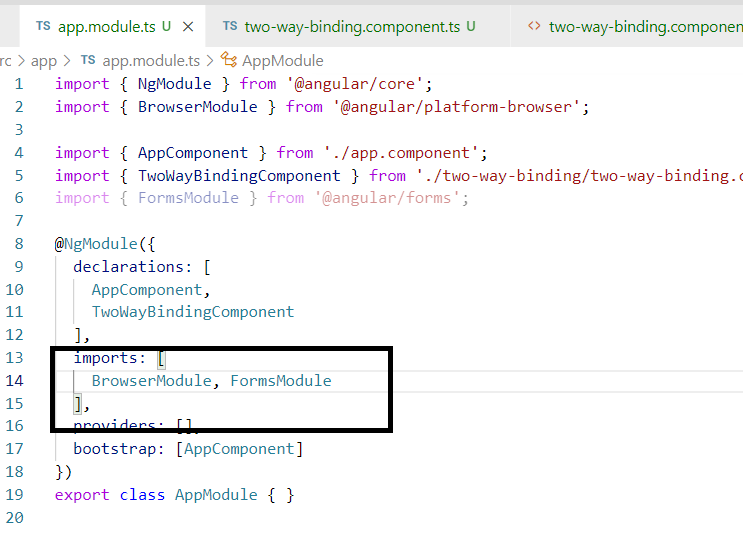 TS app.module.ts U × TS two-way-binding.component.ts U <> two-way-binding.componen
rc > app > TS app.module.ts > AppModule
1 import { NgModule } from '@angular/core';
2 import { BrowserModule } from '@angular/platform-browser';
3
4 import { AppComponent } from './app.component';
5 import { TwoWayBindingComponent } from './two-way-binding/two-way-binding.c
6 import { FormsModule } from '@angular/forms';
7
8 @NgModule({
9 declarations: [
10 AppComponent,
11 TwoWayBindingComponent
12 ],
13 imports: [
14 BrowserModule, FormsModule
15 ],
16 providers: [],
17 bootstrap: [AppComponent]
18 })
19 export class AppModule { }
20